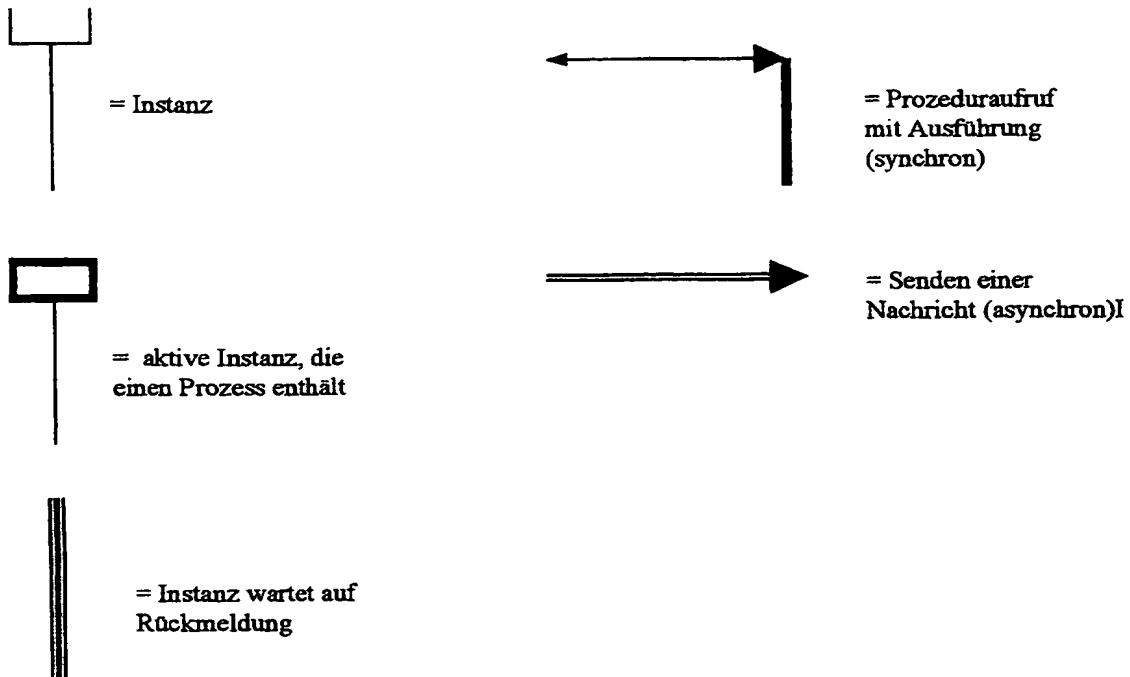 = Instanz
= Prozeduraufruf
mit Ausführung
(synchron)
= Senden einer
Nachricht (asynchron)I
= aktive Instanz, die
einen Prozess enthält
= Instanz wartet auf
Rückmeldung